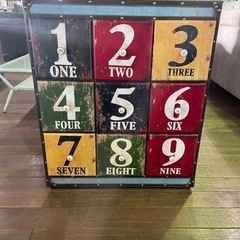 1 2 3
ONE TWO THREE
4 5 6
FOUR FIVE SIX
7 8 9
SEVEN EIGHT NINE